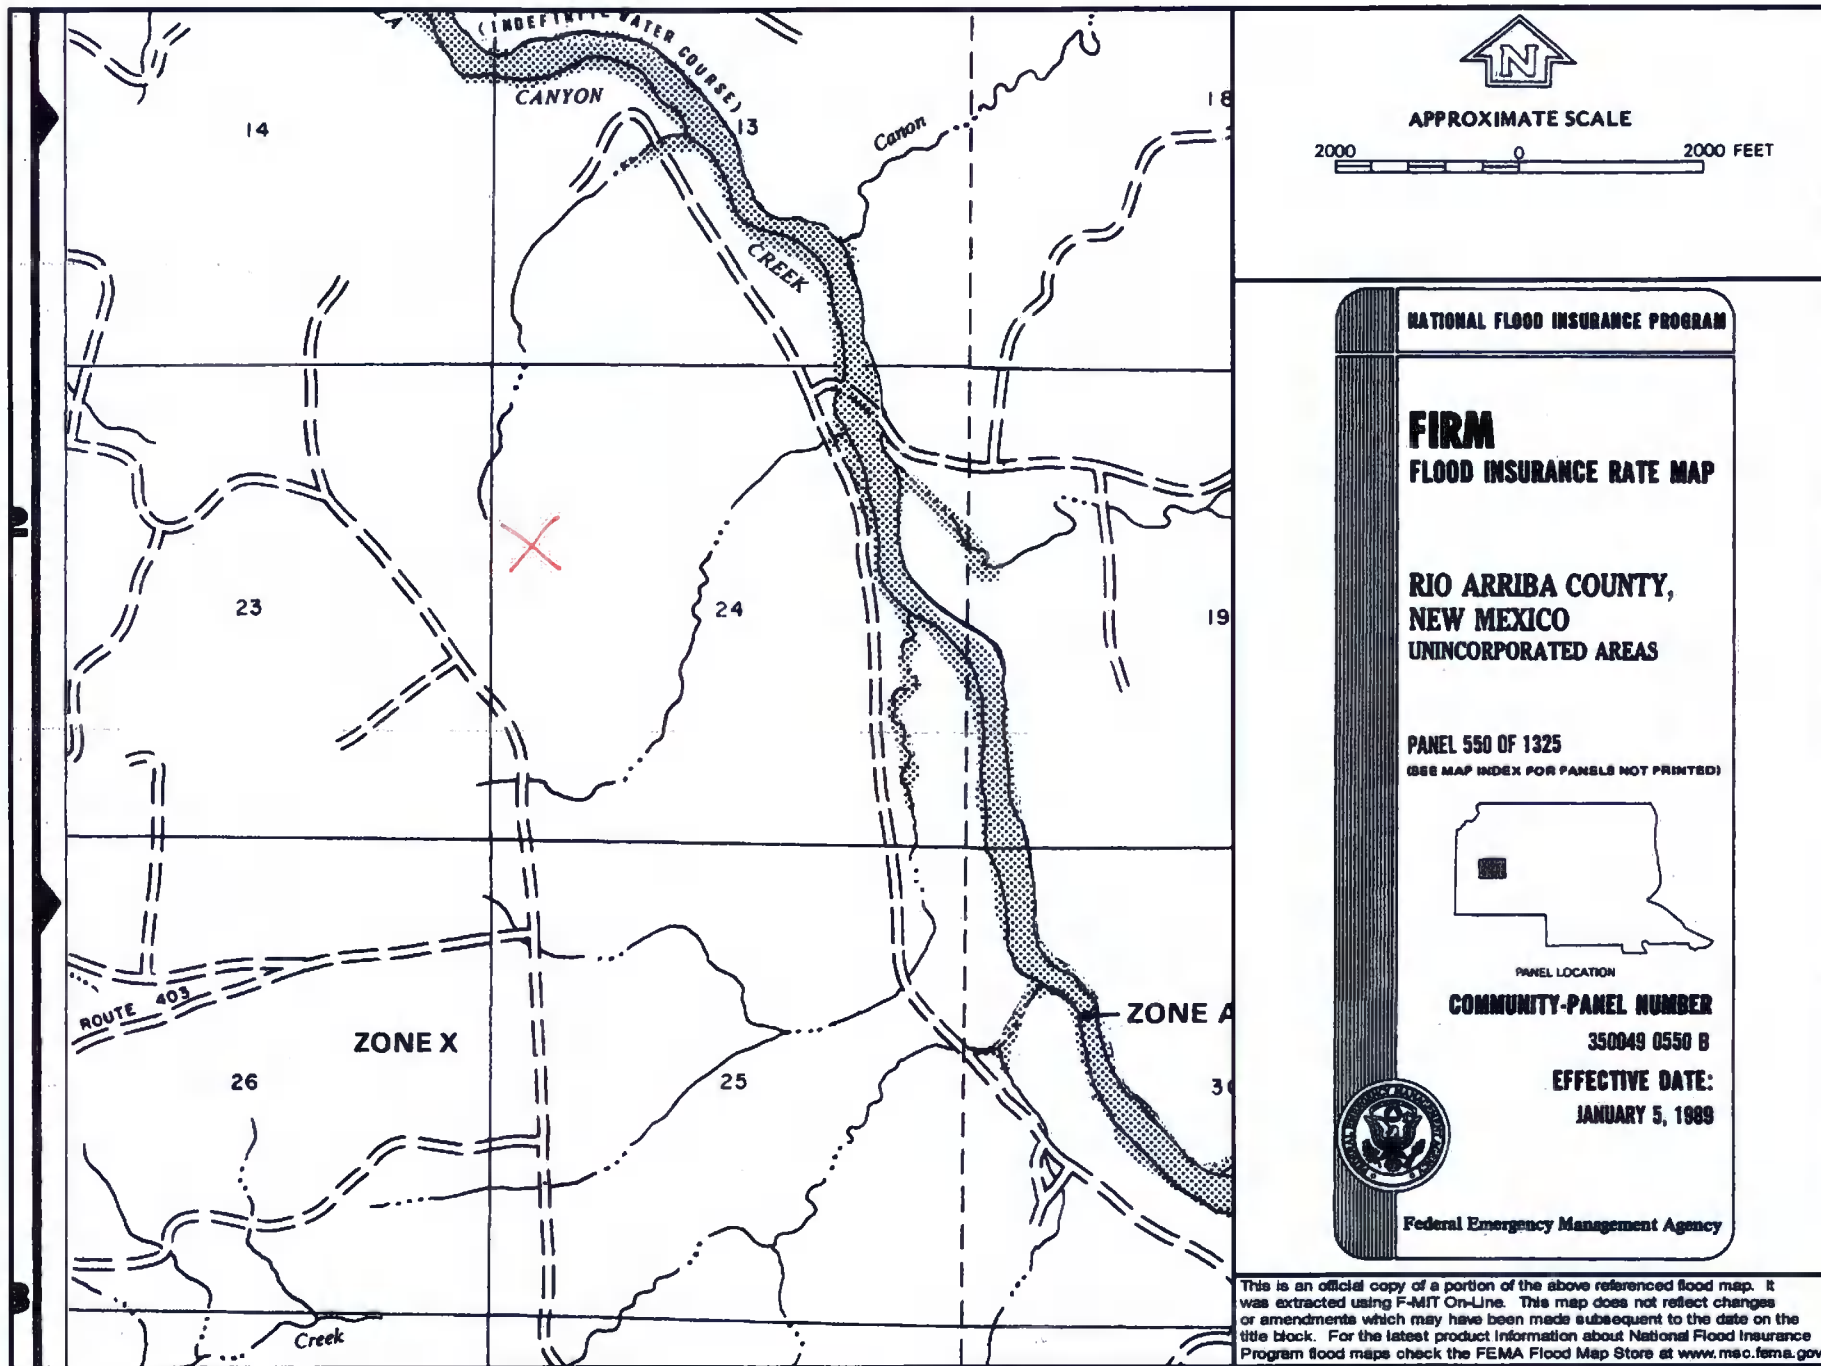 (INDEFINITE WATER COURSE)
CANYON
14
13
18
Canon
CREEK
23
24
19
ROUTE 403
ZONE X
ZONE A
26
25
Creek
N
APPROXIMATE SCALE
2000 0 2000 FEET
NATIONAL FLOOD INSURANCE PROGRAM
FIRM
FLOOD INSURANCE RATE MAP
RIO ARRIBA COUNTY,
NEW MEXICO
UNINCORPORATED AREAS
PANEL 550 OF 1325
(SEE MAP INDEX FOR PANELS NOT PRINTED)
PANEL LOCATION
COMMUNITY-PANEL NUMBER
350049 0550 B
EFFECTIVE DATE:
JANUARY 5, 1989
Federal Emergency Management Agency
This is an official copy of a portion of the above referenced flood map. It
was extracted using F-MIT On-Line. This map does not reflect changes
or amendments which may have been made subsequent to the date on the
title block. For the latest product information about National Flood Insurance
Program flood maps check the FEMA Flood Map Store at www.msc.fema.gov